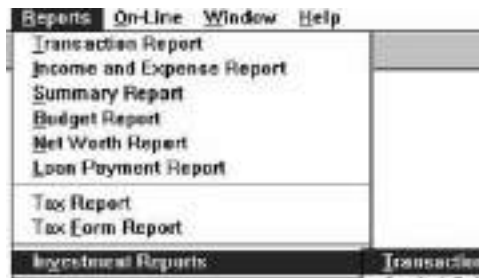 Reports On-Line Window Help
Transaction Report
Income and Expense Report
Summary Report
Budget Report
Net Worth Report
Loan Payment Report
Tax Report
Tax Form Report
Investment Reports Transaction